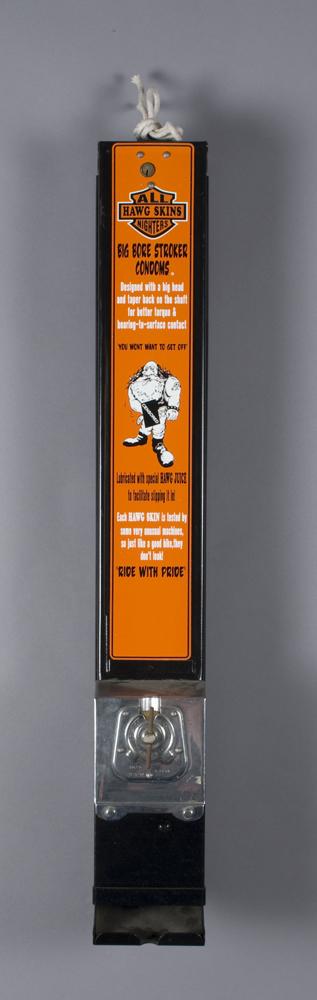 ALL
HAWG SKINS
NIGHTERS
BIG BORE STROKER
CONDOMS
Designed with a big head
and taper back on the shaft
for better torque &
bearing-to-surface contact
"YOU WONT WANT TO GET OFF"
Lubricated with special HAWG JUICE
to facilitate slipping it in!
Each HAWG SKIN is tested by
some very unusual machines,
so just like a good bike, they
don't leak!
"RIDE WITH PRIDE"